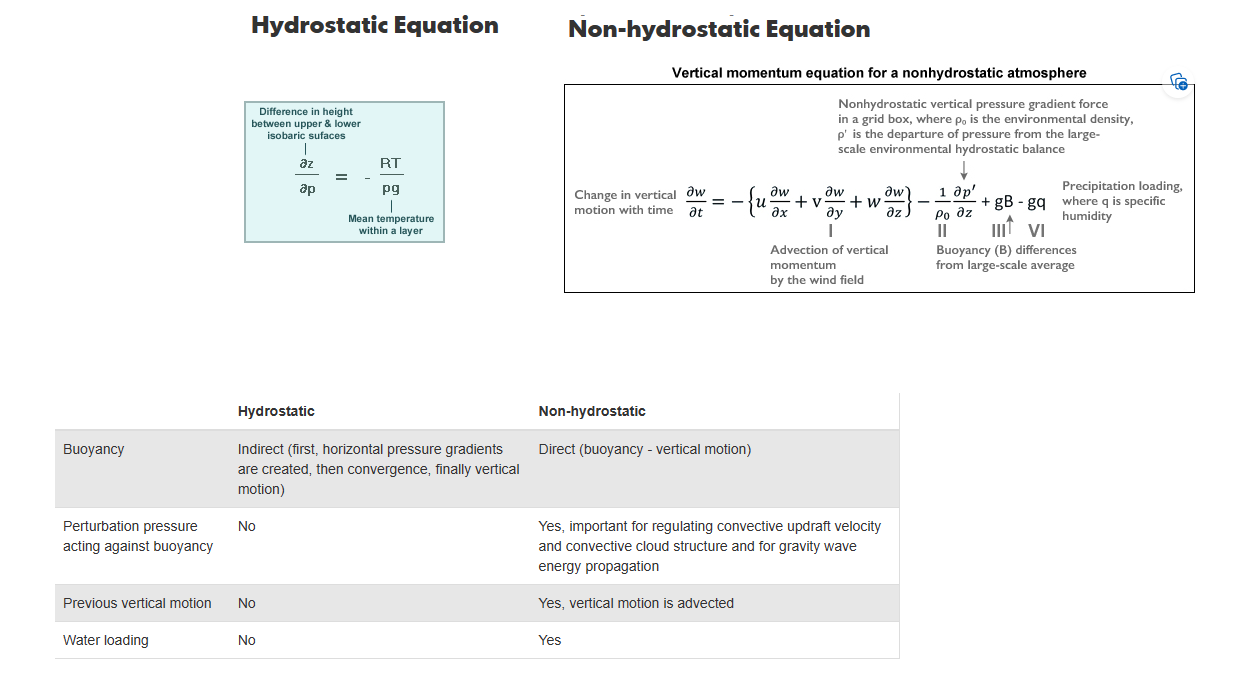 Hydrostatic Equation
Non-hydrostatic Equation
Vertical momentum equation for a nonhydrostatic atmosphere
Difference in height
between upper & lower
isobaric sufaces
∂z/∂p = - RT/pg
Mean temperature
within a layer
Nonhydrostatic vertical pressure gradient force
in a grid box, where ρ₀ is the environmental density,
ρ′ is the departure of pressure from the large-
scale environmental hydrostatic balance
Change in vertical
motion with time
∂w/∂t = −{u ∂w/∂x + v ∂w/∂y + w ∂w/∂z} − 1/ρ₀ ∂p′/∂z + gB - gq
Precipitation loading,
where q is specific
humidity
I II III VI
Advection of vertical
momentum
by the wind field
Buoyancy (B) differences
from large-scale average
Hydrostatic Non-hydrostatic
Buoyancy Indirect (first, horizontal pressure gradients Direct (buoyancy - vertical motion)
are created, then convergence, finally vertical
motion)
Perturbation pressure No Yes, important for regulating convective updraft velocity
acting against buoyancy and convective cloud structure and for gravity wave
energy propagation
Previous vertical motion No Yes, vertical motion is advected
Water loading No Yes